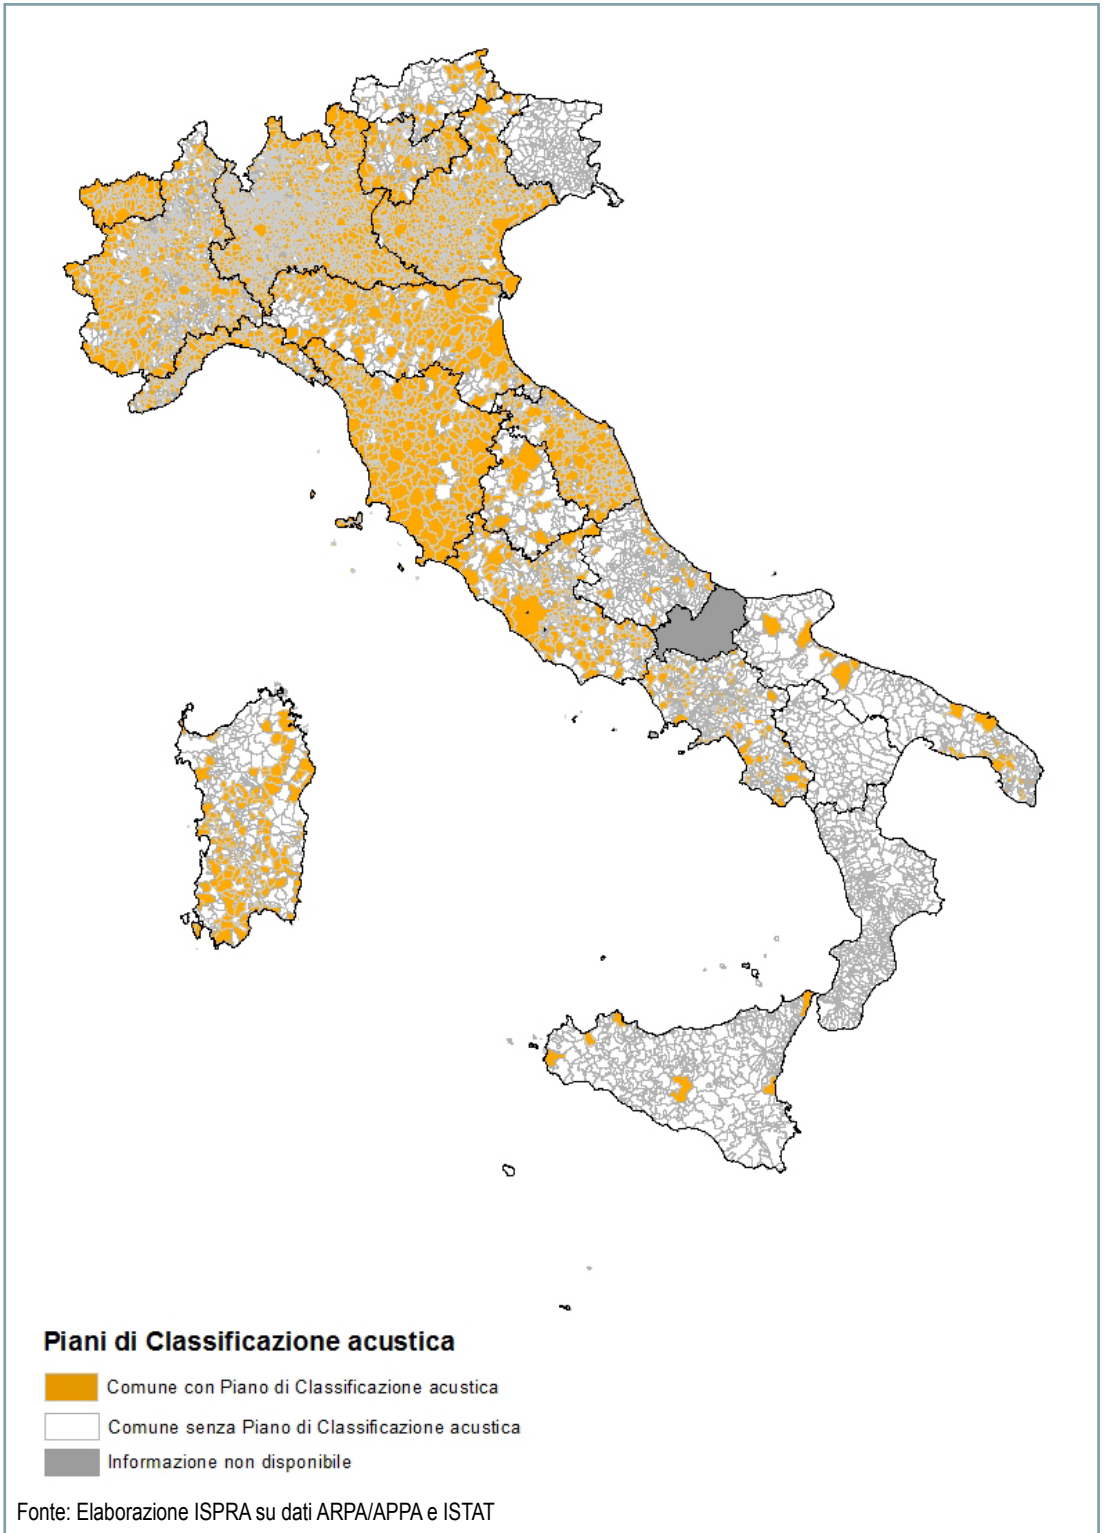 Piani di Classificazione acustica
Comune con Piano di Classificazione acustica
Comune senza Piano di Classificazione acustica
Informazione non disponibile
Fonte: Elaborazione ISPRA su dati ARPA/APPA e ISTAT